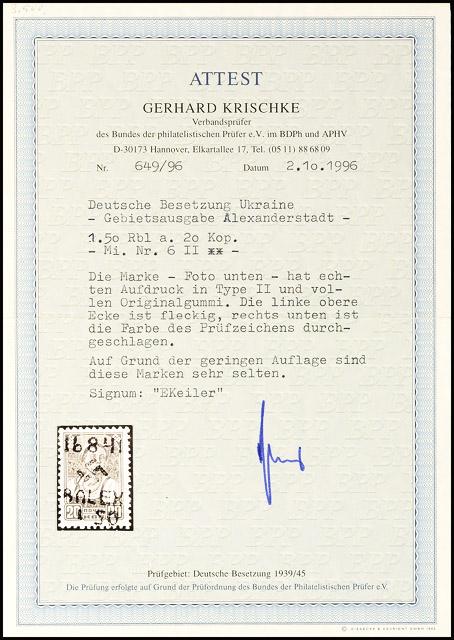 ATTEST
GERHARD KRISCHKE
Verbandsprüfer
des Bundes der philatelistischen Prüfer e.V. im BDPh und APHV
D-30173 Hannover, Elkartallee 17, Tel. (05 11) 88 68 09
Nr. 649/96 Datum 2.10.1996
Deutsche Besetzung Ukraine
- Gebietsausgabe Alexanderstadt -
1.50 Rbl a. 20 Kop.
- Mi. Nr. 6 II ** -
Die Marke - Foto unten - hat ech-
ten Aufdruck in Type II und vol-
len Originalgummi. Die linke obere
Ecke ist fleckig, rechts unten ist
die Farbe des Prüfzeichens durch-
geschlagen.
Auf Grund der geringen Auflage sind
diese Marken sehr selten.
Signum: "EKeiler"
16841
20
1.50
Prüfgebiet: Deutsche Besetzung 1939/45
Die Prüfung erfolgte auf Grund der Prüfordnung des Bundes der Philatelistischen Prüfer e.V.